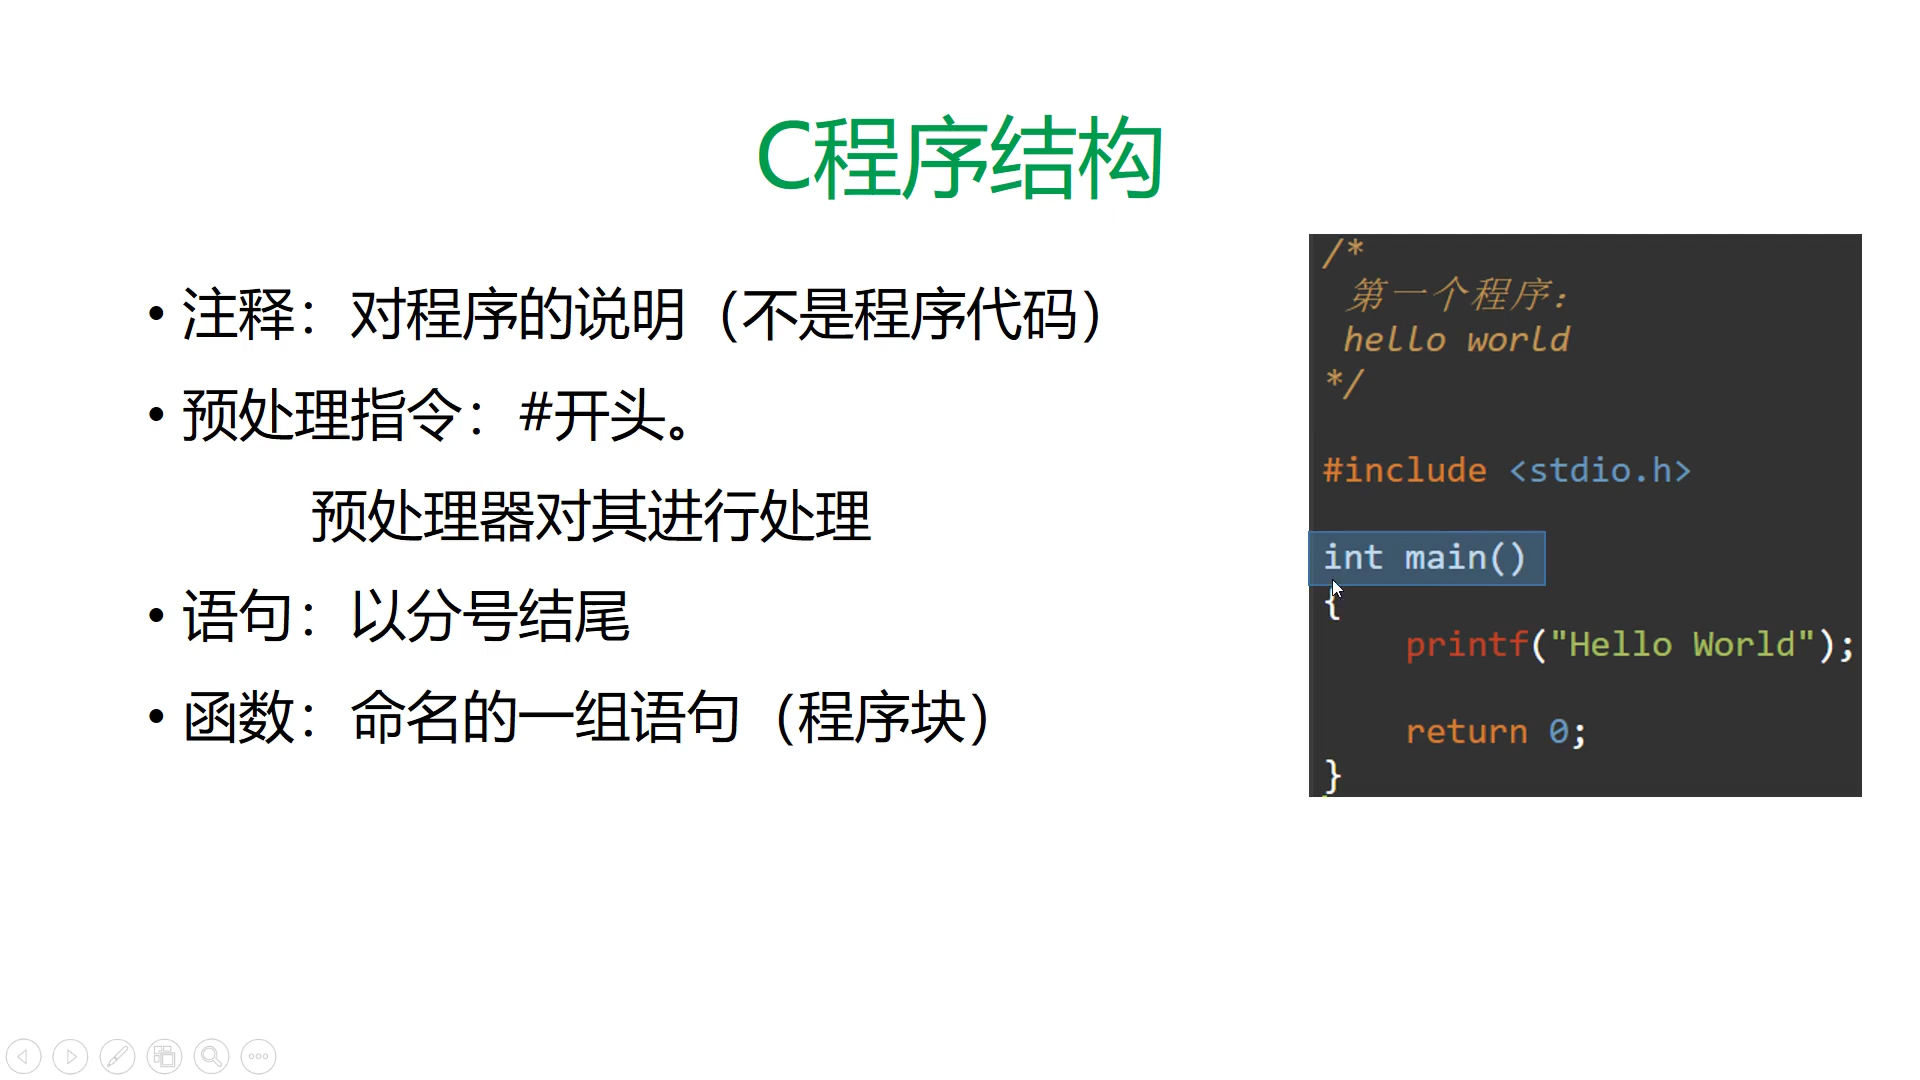 C程序结构
• 注释：对程序的说明（不是程序代码）
• 预处理指令：#开头。
预处理器对其进行处理
• 语句：以分号结尾
• 函数：命名的一组语句（程序块）
/*
第一个程序：
hello world
*/
#include <stdio.h>
int main()
{
printf("Hello World");
return 0;
}